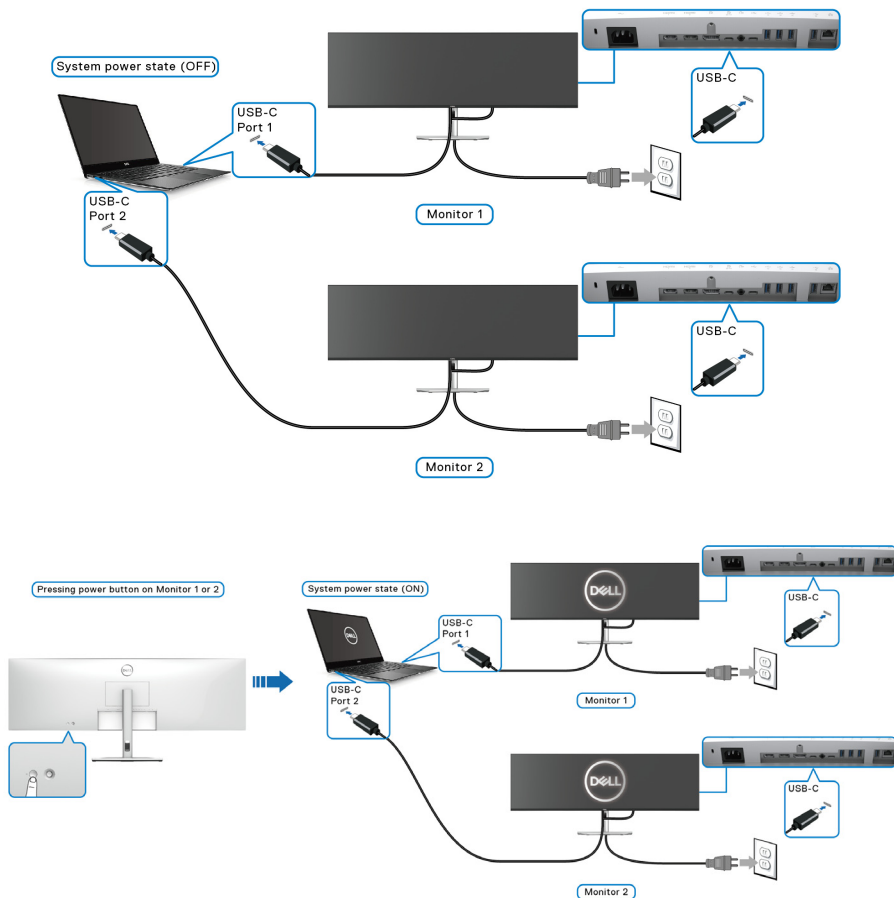 System power state (OFF)
USB-C
Port 1
USB-C
USB-C
Port 2
Monitor 1
USB-C
Monitor 2
Pressing power button on Monitor 1 or 2
System power state (ON)
DELL
DELL
DELL
USB-C
Port 1
USB-C
USB-C
Port 2
Monitor 1
DELL
USB-C
Monitor 2